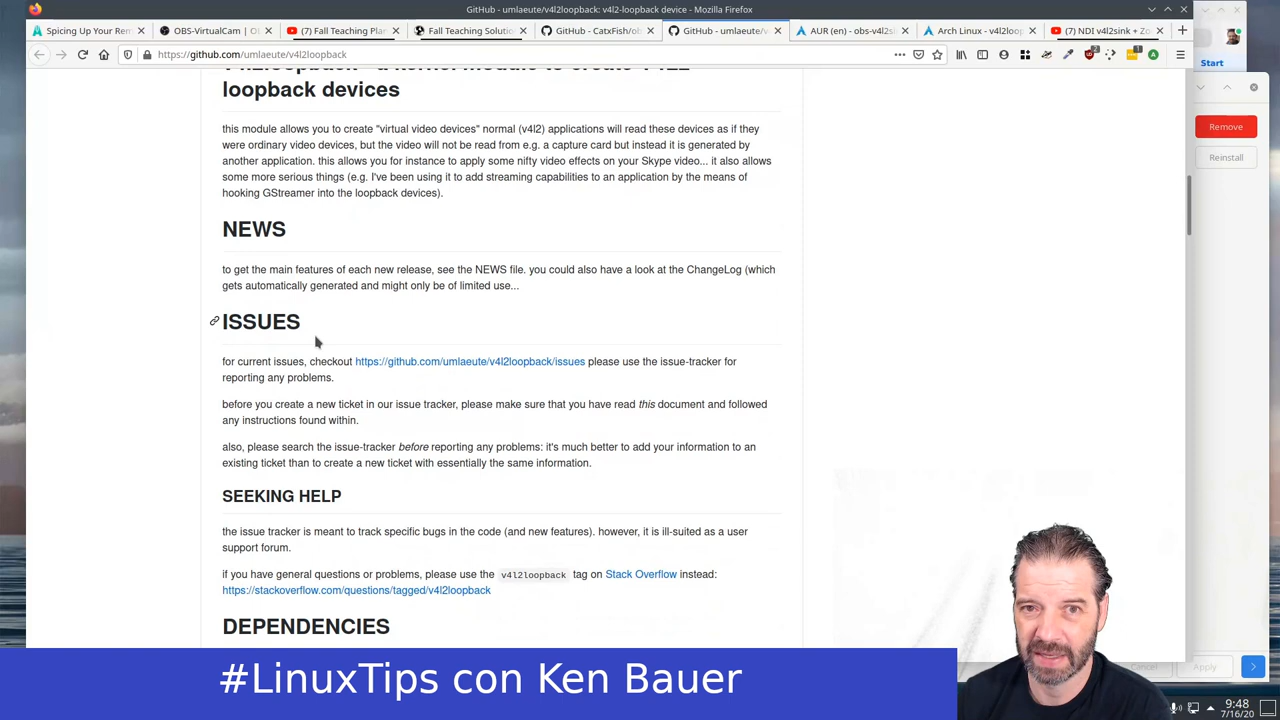 GitHub - umlaeute/v4l2loopback: v4l2-loopback device - Mozilla Firefox
Spicing Up Your Rem
OBS-VirtualCam | O
(7) Fall Teaching Plan
Fall Teaching Solutio
GitHub - CatxFish/ob
GitHub - umlaeute/v
AUR (en) - obs-v4l2si
Arch Linux - v4l2loop
(7) NDI v4l2sink + Zo
https://github.com/umlaeute/v4l2loopback
Start
v4l2loopback - a kernel module to create V4L2
loopback devices
this module allows you to create "virtual video devices" normal (v4l2) applications will read these devices as if they
were ordinary video devices, but the video will not be read from e.g. a capture card but instead it is generated by
another application. this allows you for instance to apply some nifty video effects on your Skype video... it also allows
some more serious things (e.g. I've been using it to add streaming capabilities to an application by the means of
hooking GStreamer into the loopback devices).
Remove
Reinstall
NEWS
to get the main features of each new release, see the NEWS file. you could also have a look at the ChangeLog (which
gets automatically generated and might only be of limited use...
ISSUES
for current issues, checkout https://github.com/umlaeute/v4l2loopback/issues please use the issue-tracker for
reporting any problems.
before you create a new ticket in our issue tracker, please make sure that you have read this document and followed
any instructions found within.
also, please search the issue-tracker before reporting any problems: it's much better to add your information to an
existing ticket than to create a new ticket with essentially the same information.
SEEKING HELP
the issue tracker is meant to track specific bugs in the code (and new features). however, it is ill-suited as a user
support forum.
if you have general questions or problems, please use the v4l2loopback tag on Stack Overflow instead:
https://stackoverflow.com/questions/tagged/v4l2loopback
DEPENDENCIES
Cancel
Apply
#LinuxTips con Ken Bauer
9:48
7/16/20